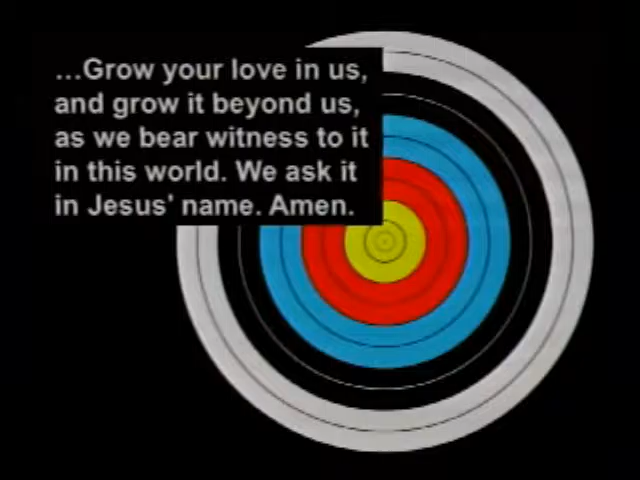 ...Grow your love in us,
and grow it beyond us,
as we bear witness to it
in this world. We ask it
in Jesus' name. Amen.